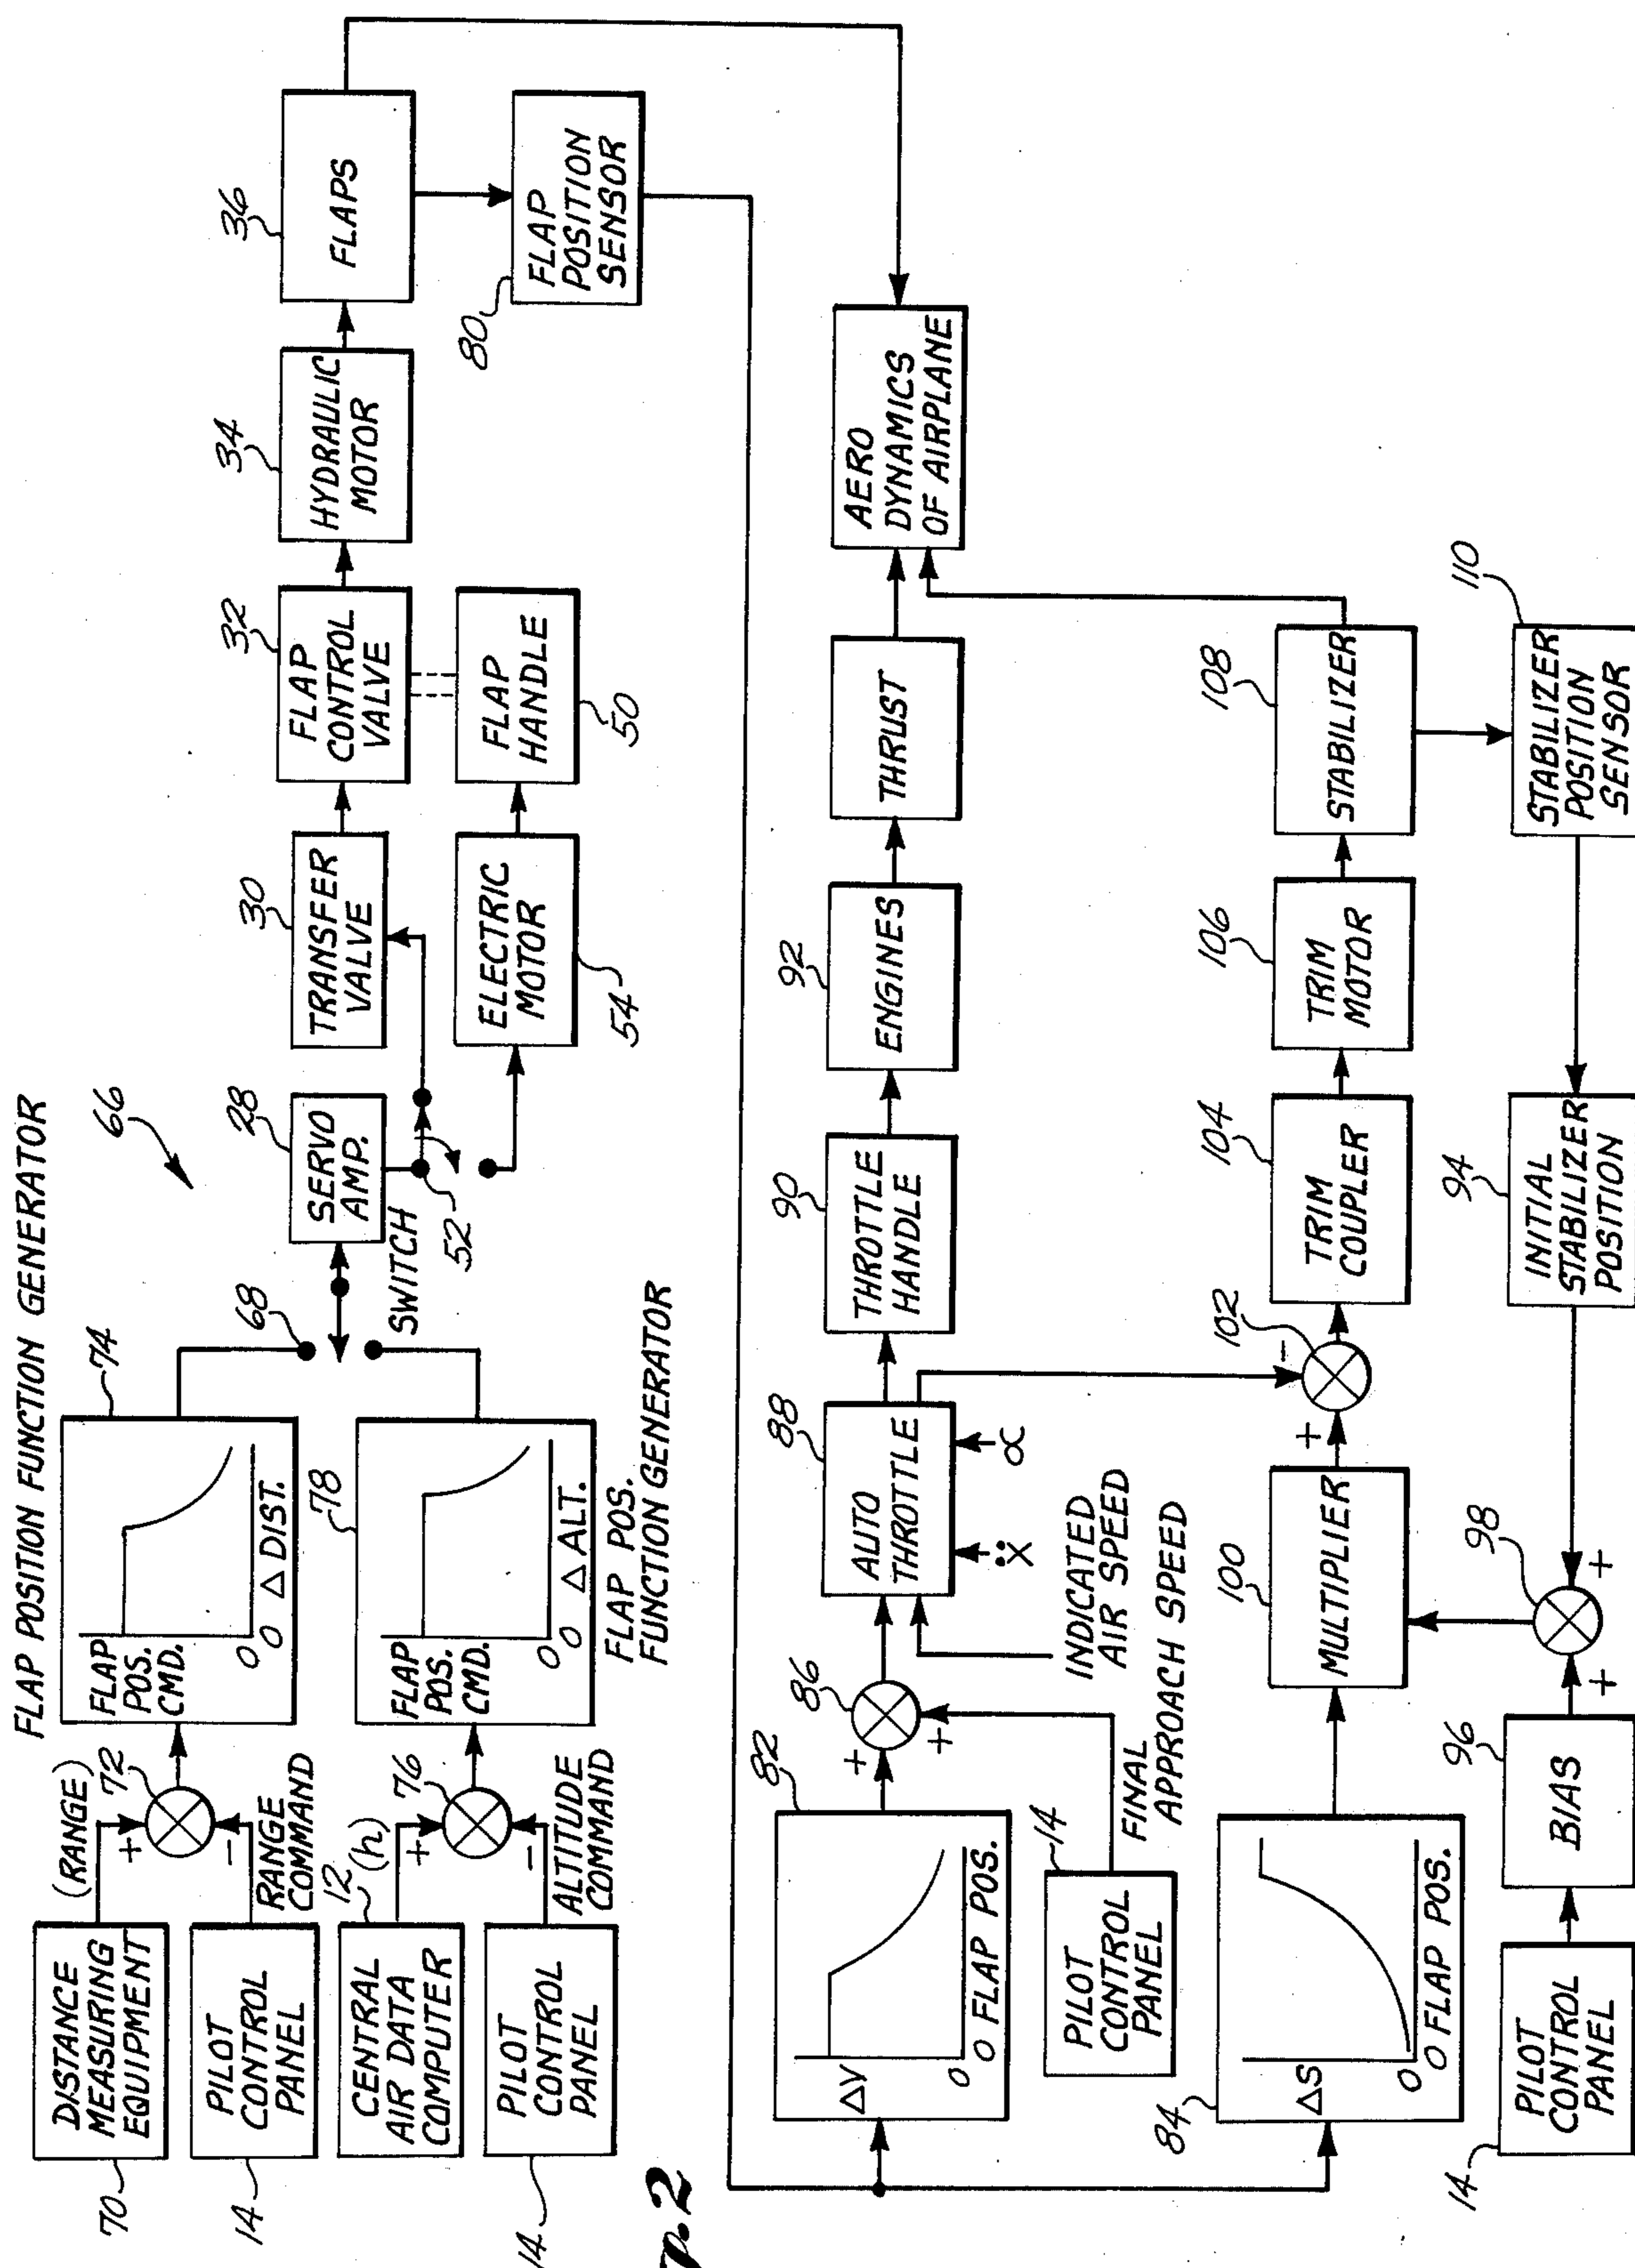 FLAP POSITION FUNCTION GENERATOR
66
DISTANCE
MEASURING
EQUIPMENT
70
(RANGE)
+
72
−
PILOT
CONTROL
PANEL
14
RANGE
COMMAND
FLAP
POS.
CMD.
0
0 Δ DIST.
74
68
SWITCH
CENTRAL
AIR DATA
COMPUTER
12
(h)
+
76
−
PILOT
CONTROL
PANEL
14
ALTITUDE
COMMAND
FLAP
POS.
CMD.
0
0 Δ ALT.
78
FLAP POS.
FUNCTION GENERATOR
SERVO
AMP.
28
52
TRANSFER
VALVE
30
ELECTRIC
MOTOR
54
FLAP
CONTROL
VALVE
32
FLAP
HANDLE
50
HYDRAULIC
MOTOR
34
FLAPS
36
FLAP
POSITION
SENSOR
80
ΔV
0
0 FLAP POS.
82
+
86
+
PILOT
CONTROL
PANEL
14
FINAL
APPROACH SPEED
INDICATED
AIR SPEED
AUTO
THROTTLE
88
ẍ
α
THROTTLE
HANDLE
90
ENGINES
92
THRUST
AERO
DYNAMICS
OF AIRPLANE
ΔS
0
0 FLAP POS.
84
MULTIPLIER
100
+
−
102
TRIM
COUPLER
104
TRIM
MOTOR
106
STABILIZER
108
PILOT
CONTROL
PANEL
14
BIAS
96
+
98
+
INITIAL
STABILIZER
POSITION
94
STABILIZER
POSITION
SENSOR
110